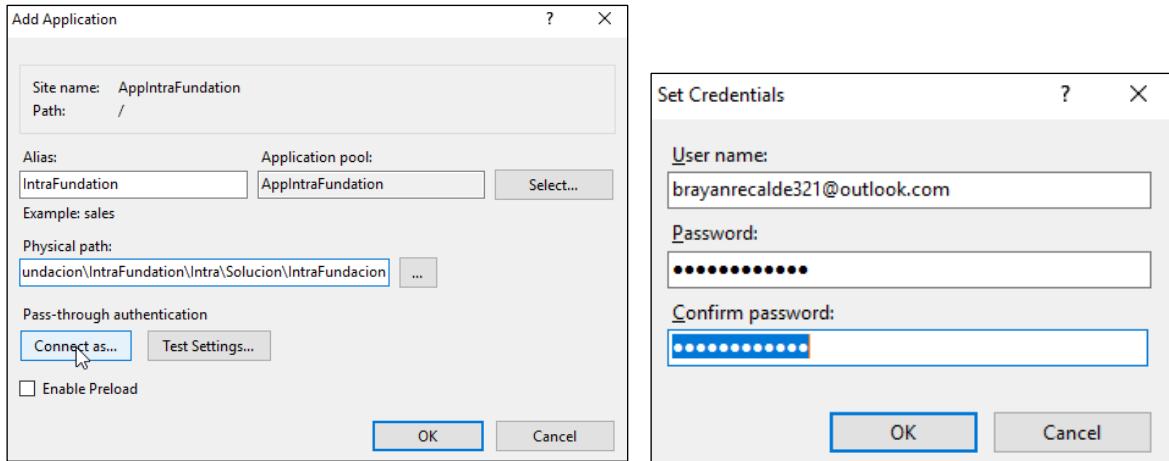 Add Application
?
Site name: AppIntraFundation
Path: /
Alias:
Application pool:
IntraFundation
AppIntraFundation
Select...
Example: sales
Physical path:
undacion\IntraFundation\Intra\Solucion\IntraFundacion
...
Pass-through authentication
Connect as...
Test Settings...
Enable Preload
OK
Cancel
Set Credentials
?
User name:
brayanrecalde321@outlook.com
Password:
●●●●●●●●●●●●
Confirm password:
●●●●●●●●●●●●
OK
Cancel